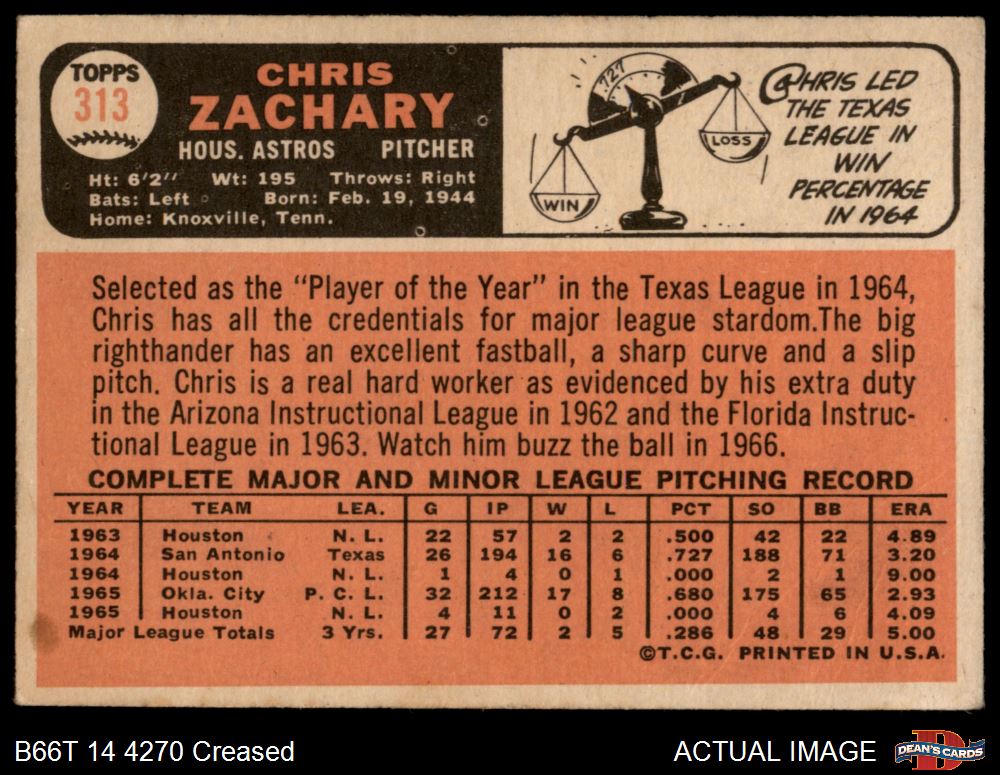 TOPPS
313
CHRIS
ZACHARY
HOUS. ASTROS PITCHER
Ht: 6'2" Wt: 195 Throws: Right
Bats: Left Born: Feb. 19, 1944
Home: Knoxville, Tenn.
.727
WIN
LOSS
CHRIS LED
THE TEXAS
LEAGUE IN
WIN
PERCENTAGE
IN 1964
Selected as the "Player of the Year" in the Texas League in 1964,
Chris has all the credentials for major league stardom.The big
righthander has an excellent fastball, a sharp curve and a slip
pitch. Chris is a real hard worker as evidenced by his extra duty
in the Arizona Instructional League in 1962 and the Florida Instruc-
tional League in 1963. Watch him buzz the ball in 1966.
COMPLETE MAJOR AND MINOR LEAGUE PITCHING RECORD
YEAR TEAM LEA. G IP W L PCT SO BB ERA
1963 Houston N. L. 22 57 2 2 .500 42 22 4.89
1964 San Antonio Texas 26 194 16 6 .727 188 71 3.20
1964 Houston N. L. 1 4 0 1 .000 2 1 9.00
1965 Okla. City P. C. L. 32 212 17 8 .680 175 65 2.93
1965 Houston N. L. 4 11 0 2 .000 4 6 4.09
Major League Totals 3 Yrs. 27 72 2 5 .286 48 29 5.00
©T.C.G. PRINTED IN U.S.A.
B66T 14 4270 Creased
ACTUAL IMAGE
DEAN'S CARDS